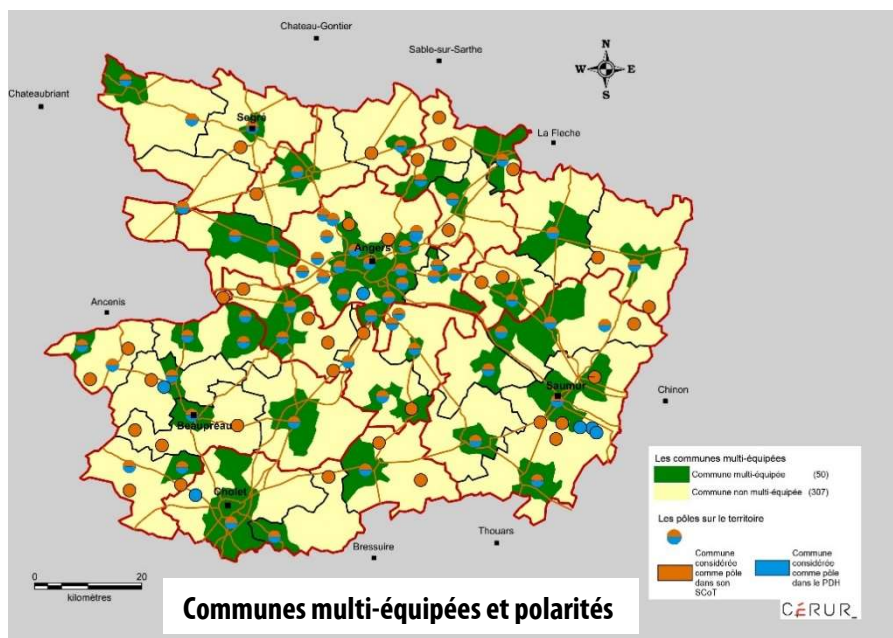 Chateau-Gontier
Sable-sur-Sarthe
N
W E
S
Chateaubriant
Segré
La Fleche
Angers
Ancenis
Saumur
Chinon
Beaupréau
Cholet
Thouars
Bressuire
Les communes multi-équipées
Commune multi-équipée (50)
Commune non multi-équipée (307)
Les pôles sur le territoire
Commune considérée comme pôle dans son SCoT
Commune considérée comme pôle dans le PDH
0 20
kilomètres
Communes multi-équipées et polarités
CÉRUR_